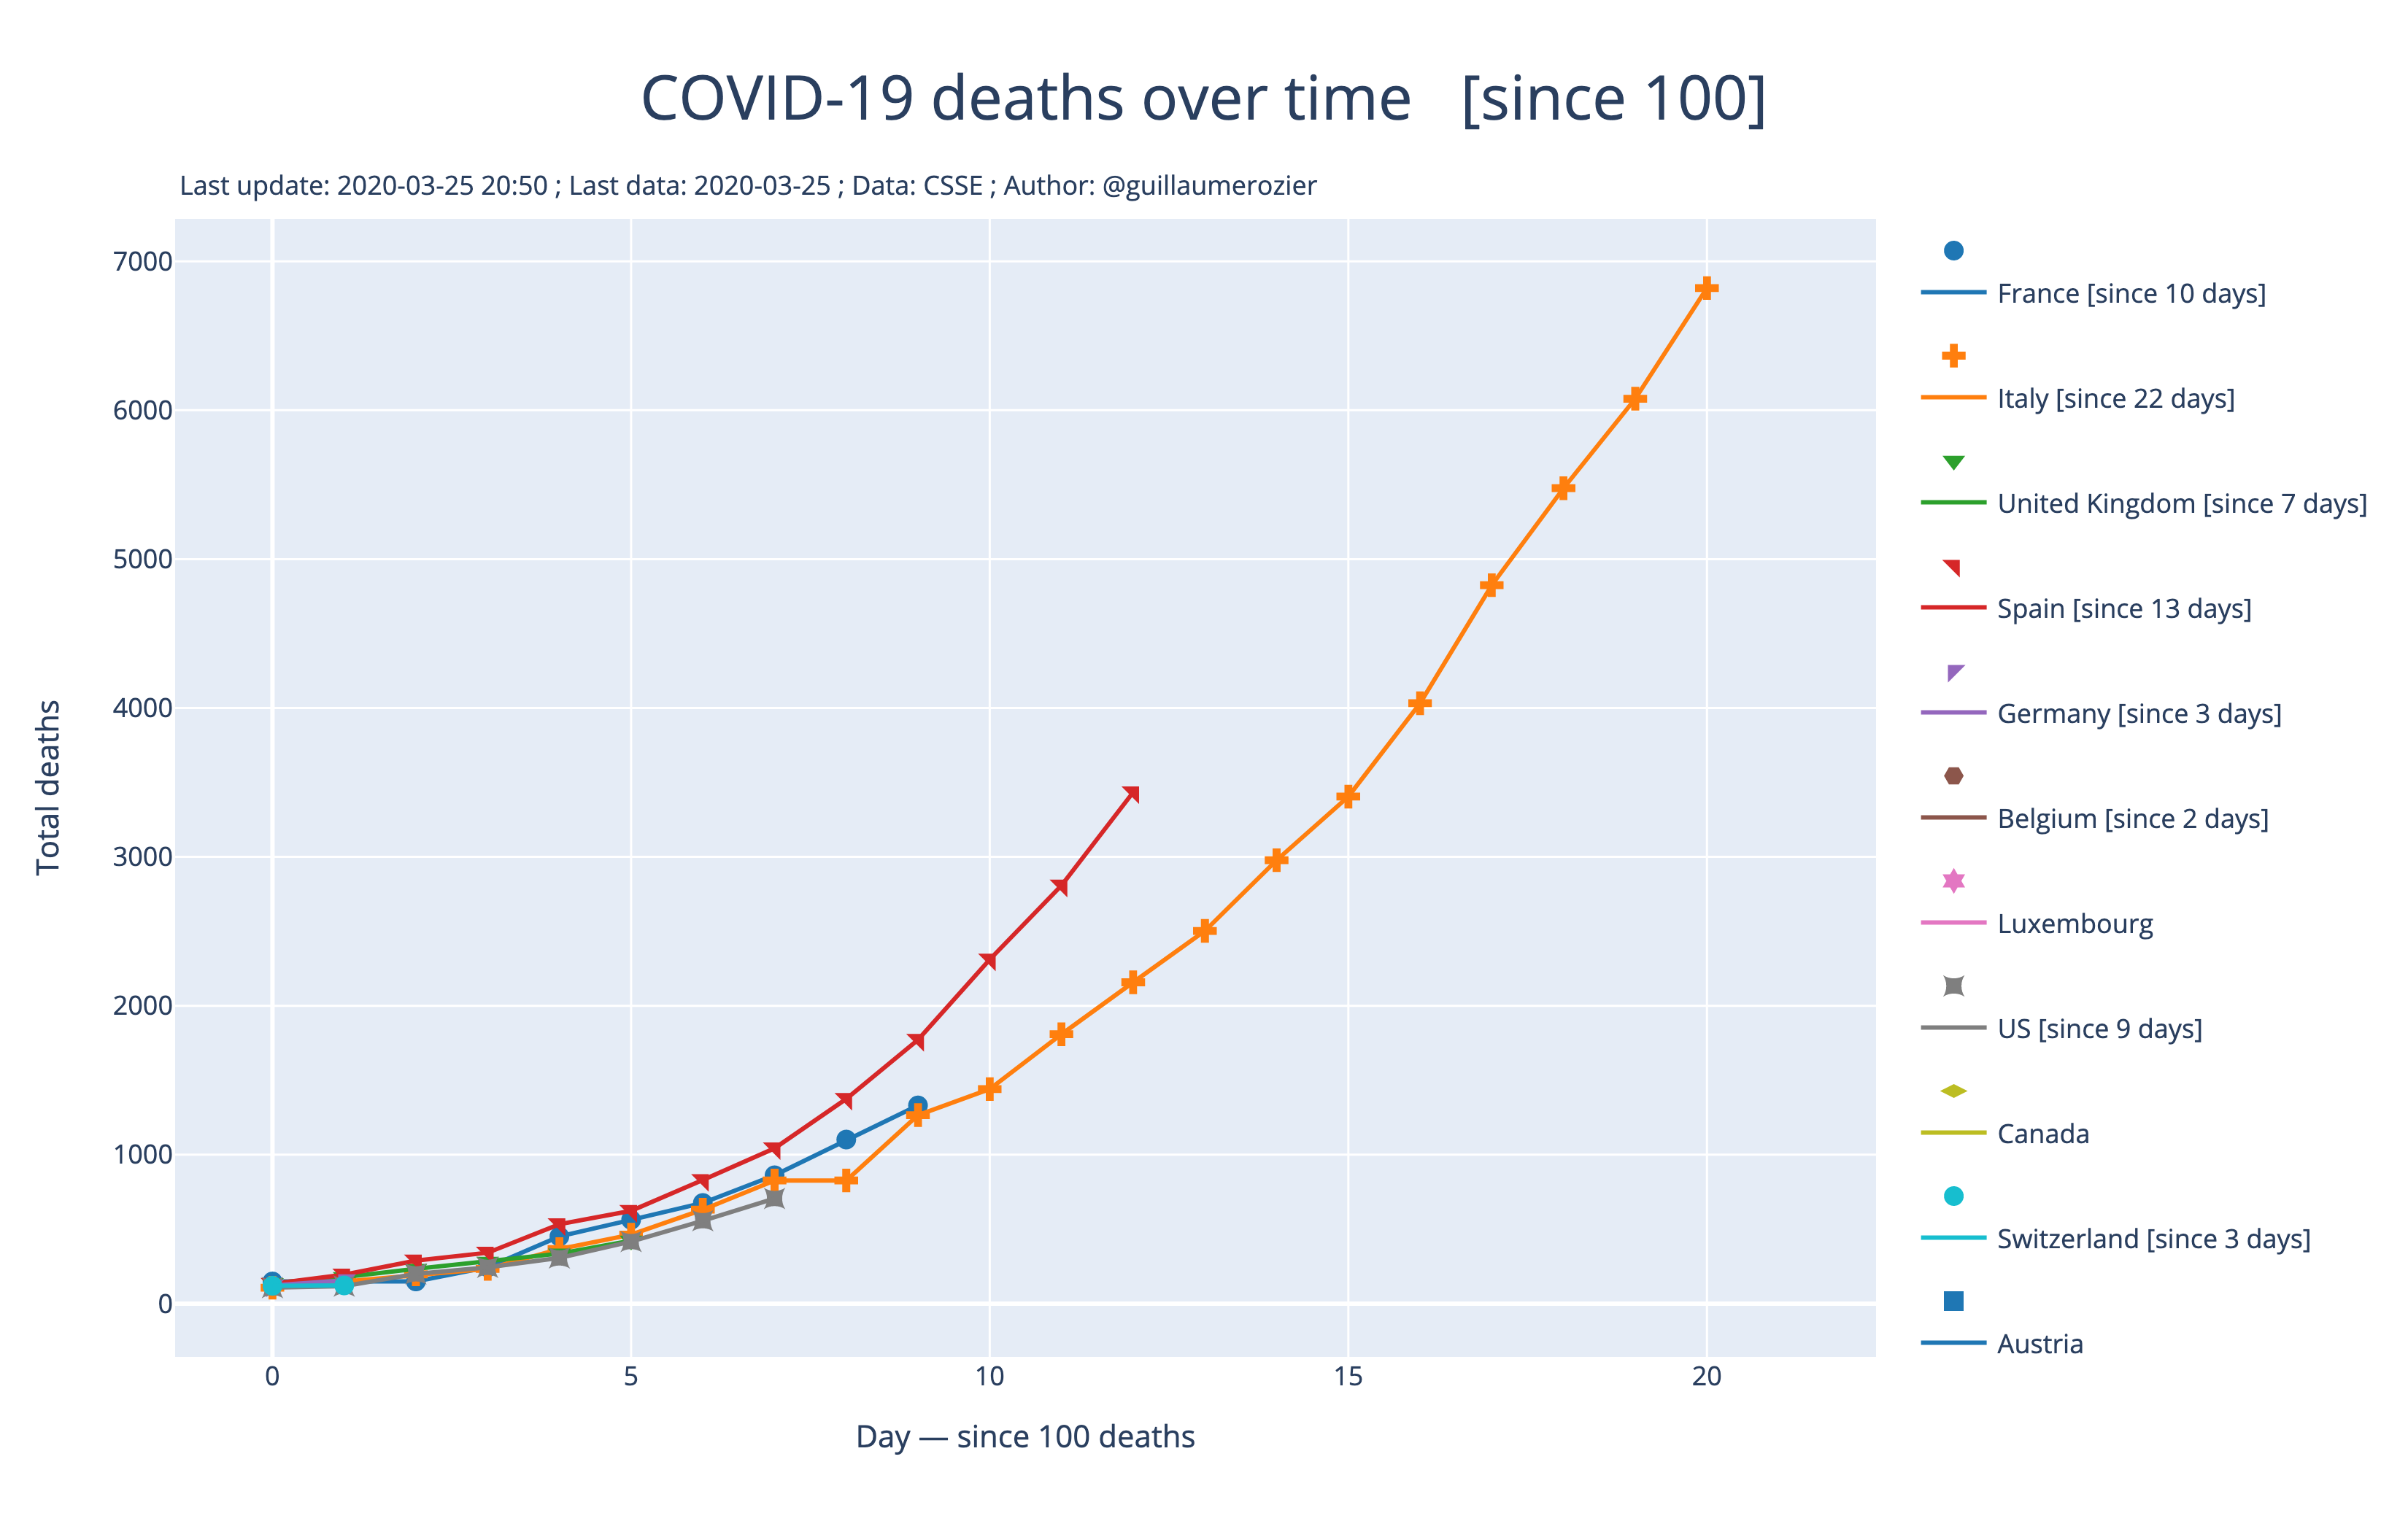 COVID-19 deaths over time   [since 100]
Last update: 2020-03-25 20:50 ; Last data: 2020-03-25 ; Data: CSSE ; Author: @guillaumerozier
Total deaths
7000
6000
5000
4000
3000
2000
1000
0
0 5 10 15 20
Day — since 100 deaths
France [since 10 days]
Italy [since 22 days]
United Kingdom [since 7 days]
Spain [since 13 days]
Germany [since 3 days]
Belgium [since 2 days]
Luxembourg
US [since 9 days]
Canada
Switzerland [since 3 days]
Austria